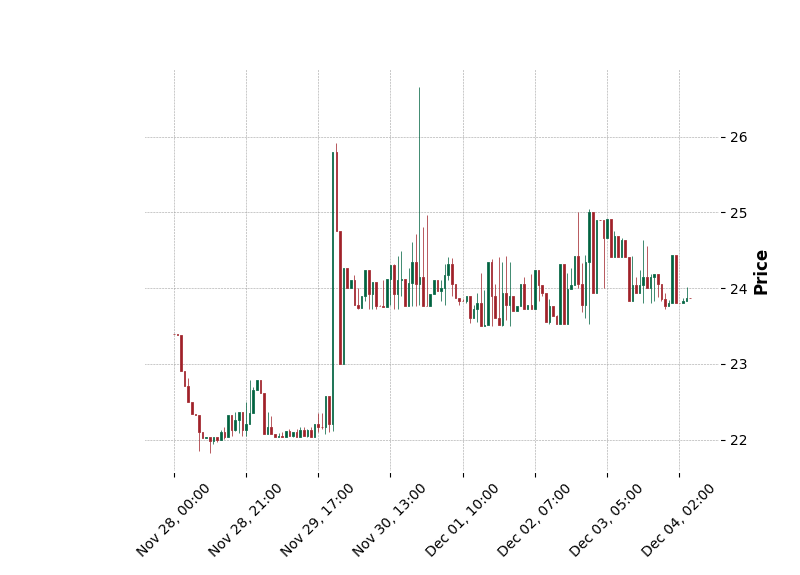 26
25
24
23
22
Price
Nov 28, 00:00
Nov 28, 21:00
Nov 29, 17:00
Nov 30, 13:00
Dec 01, 10:00
Dec 02, 07:00
Dec 03, 05:00
Dec 04, 02:00